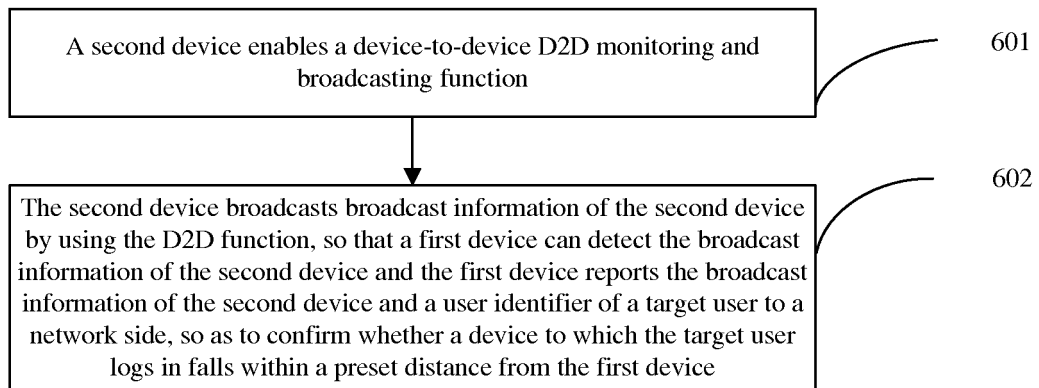 A second device enables a device-to-device D2D monitoring and
broadcasting function
601
The second device broadcasts broadcast information of the second device
by using the D2D function, so that a first device can detect the broadcast
information of the second device and the first device reports the broadcast
information of the second device and a user identifier of a target user to a
network side, so as to confirm whether a device to which the target user
logs in falls within a preset distance from the first device
602